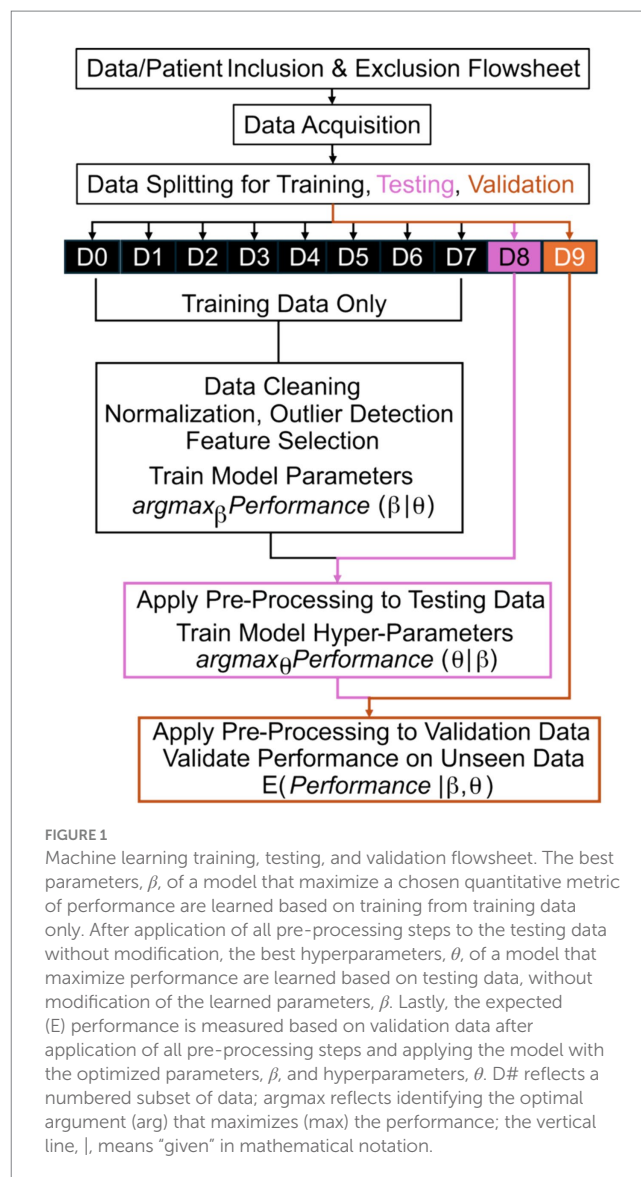 Data/Patient Inclusion & Exclusion Flowsheet
Data Acquisition
Data Splitting for Training, Testing, Validation
D0 D1 D2 D3 D4 D5 D6 D7 D8 D9
Training Data Only
Data Cleaning
Normalization, Outlier Detection
Feature Selection
Train Model Parameters
argmaxβPerformance (β|θ)
Apply Pre-Processing to Testing Data
Train Model Hyper-Parameters
argmaxθPerformance (θ|β)
Apply Pre-Processing to Validation Data
Validate Performance on Unseen Data
E(Performance |β,θ)
FIGURE 1
Machine learning training, testing, and validation flowsheet. The best
parameters, β, of a model that maximize a chosen quantitative metric
of performance are learned based on training from training data
only. After application of all pre-processing steps to the testing data
without modification, the best hyperparameters, θ, of a model that
maximize performance are learned based on testing data, without
modification of the learned parameters, β. Lastly, the expected
(E) performance is measured based on validation data after
application of all pre-processing steps and applying the model with
the optimized parameters, β, and hyperparameters, θ. D# reflects a
numbered subset of data; argmax reflects identifying the optimal
argument (arg) that maximizes (max) the performance; the vertical
line, |, means “given” in mathematical notation.